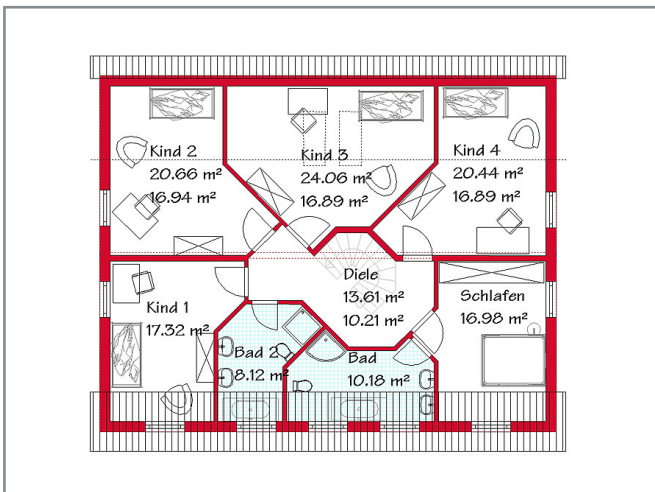 Kind 2
20.66 m²
16.94 m²
Kind 3
24.06 m²
16.89 m²
Kind 4
20.44 m²
16.89 m²
Kind 1
17.32 m²
Diele
13.61 m²
10.21 m²
Schlafen
16.98 m²
Bad 2
8.12 m²
Bad
10.18 m²